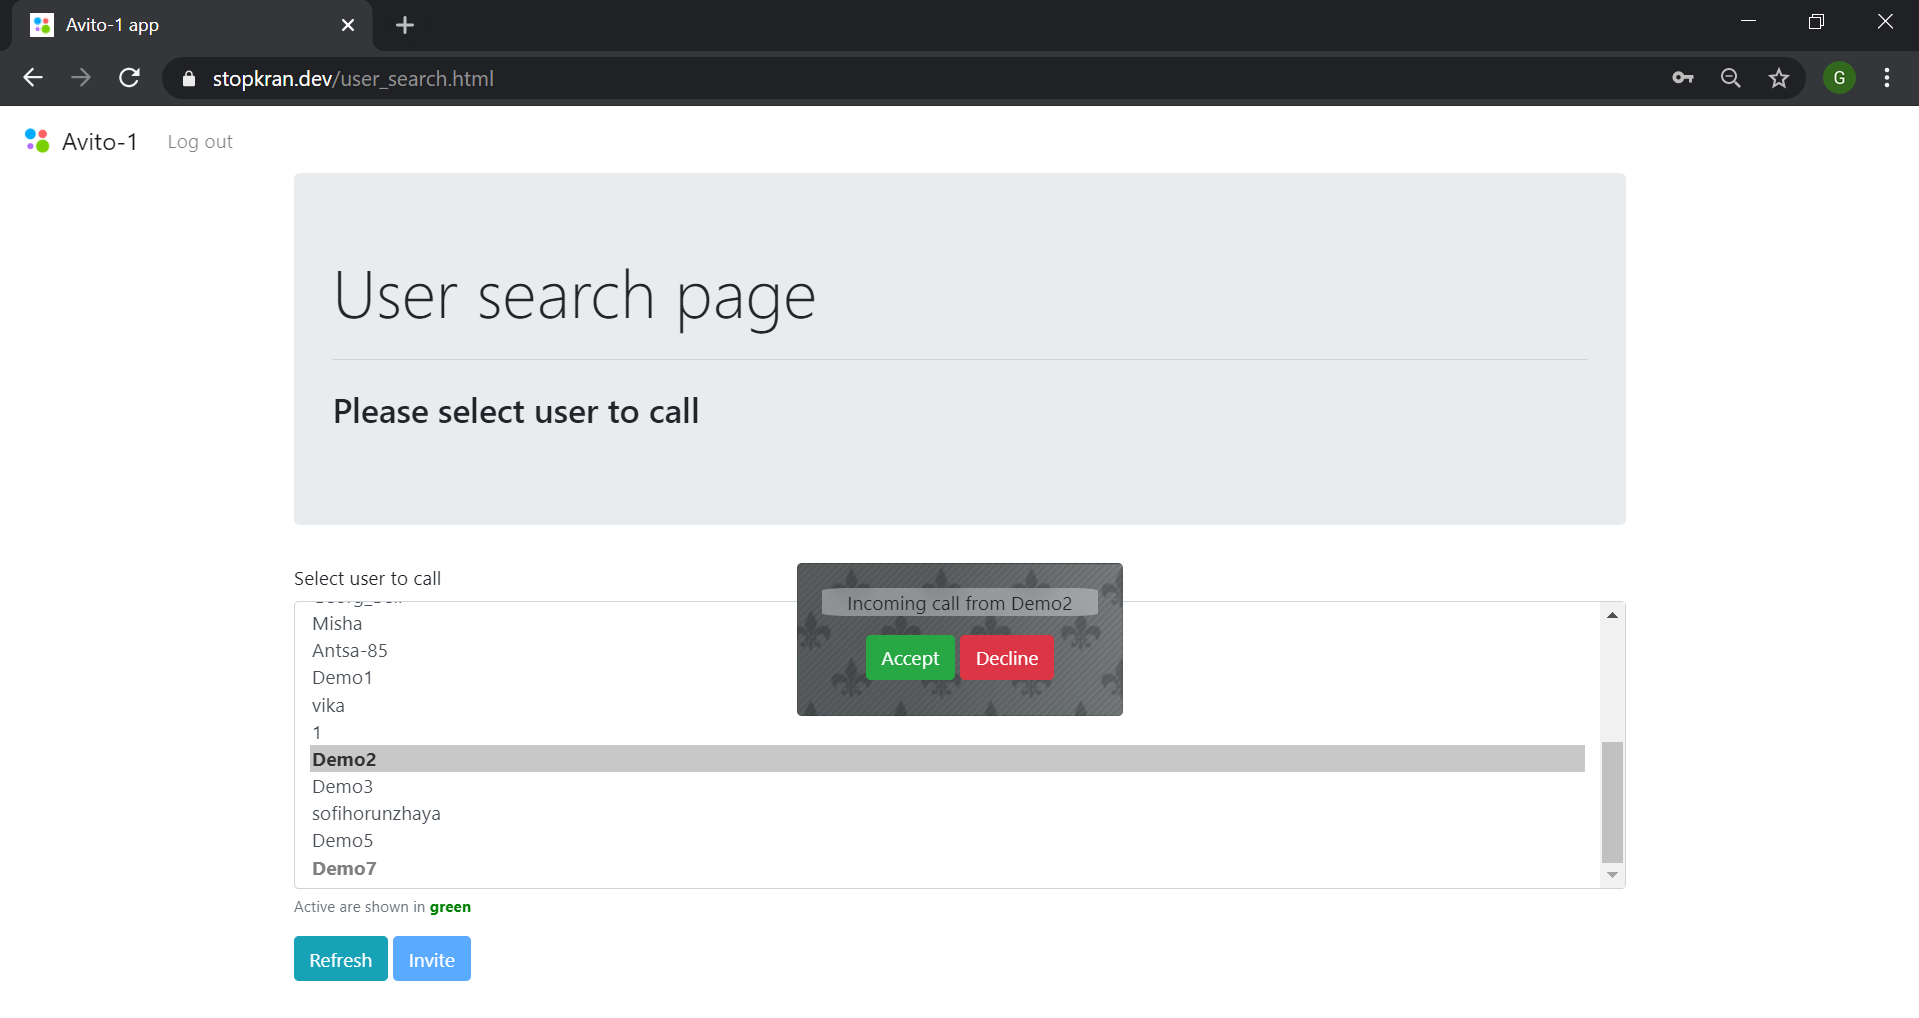 Avito-1 app
stopkran.dev/user_search.html
G
Avito-1 Log out
User search page
Please select user to call
Select user to call
Incoming call from Demo2
Accept Decline
Misha
Antsa-85
Demo1
vika
1
Demo2
Demo3
sofihorunzhaya
Demo5
Demo7
Active are shown in green
Refresh Invite